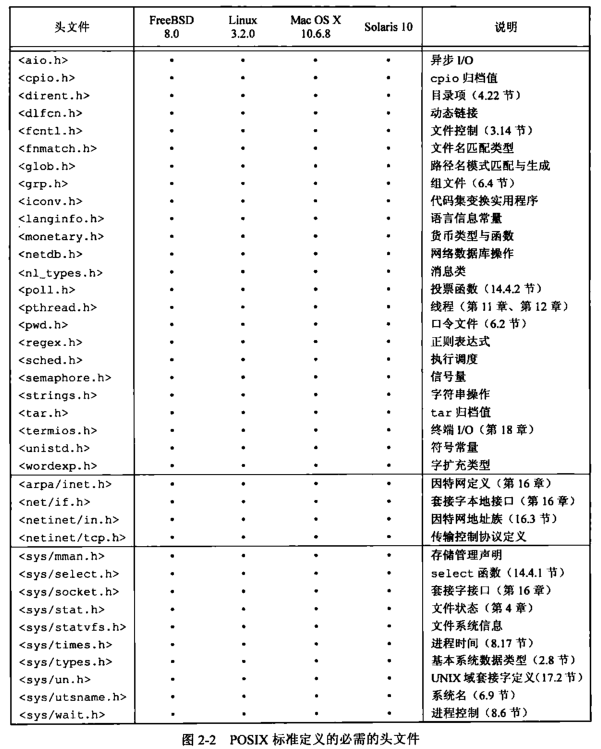 头文件 FreeBSD 8.0 Linux 3.2.0 Mac OS X 10.6.8 Solaris 10 说明
<aio.h> • • • • 异步 I/O
<cpio.h> • • • • cpio 归档值
<dirent.h> • • • • 目录项（4.22 节）
<dlfcn.h> • • • • 动态链接
<fcntl.h> • • • • 文件控制（3.14 节）
<fnmatch.h> • • • • 文件名匹配类型
<glob.h> • • • • 路径名模式匹配与生成
<grp.h> • • • • 组文件（6.4 节）
<iconv.h> • • • • 代码集变换实用程序
<langinfo.h> • • • • 语言信息常量
<monetary.h> • • • • 货币类型与函数
<netdb.h> • • • • 网络数据库操作
<nl_types.h> • • • • 消息类
<poll.h> • • • • 投票函数（14.4.2 节）
<pthread.h> • • • • 线程（第 11 章、第 12 章）
<pwd.h> • • • • 口令文件（6.2 节）
<regex.h> • • • • 正则表达式
<sched.h> • • • • 执行调度
<semaphore.h> • • • • 信号量
<strings.h> • • • • 字符串操作
<tar.h> • • • • tar 归档值
<termios.h> • • • • 终端 I/O（第 18 章）
<unistd.h> • • • • 符号常量
<wordexp.h> • • • • 字扩充类型
<arpa/inet.h> • • • • 因特网定义（第 16 章）
<net/if.h> • • • • 套接字本地接口（第 16 章）
<netinet/in.h> • • • • 因特网地址族（16.3 节）
<netinet/tcp.h> • • • • 传输控制协议定义
<sys/mman.h> • • • • 存储管理声明
<sys/select.h> • • • • select 函数（14.4.1 节）
<sys/socket.h> • • • • 套接字接口（第 16 章）
<sys/stat.h> • • • • 文件状态（第 4 章）
<sys/statvfs.h> • • • • 文件系统信息
<sys/times.h> • • • • 进程时间（8.17 节）
<sys/types.h> • • • • 基本系统数据类型（2.8 节）
<sys/un.h> • • • • UNIX 域套接字定义（17.2 节）
<sys/utsname.h> • • • • 系统名（6.9 节）
<sys/wait.h> • • • • 进程控制（8.6 节）
图 2-2 POSIX 标准定义的必需的头文件